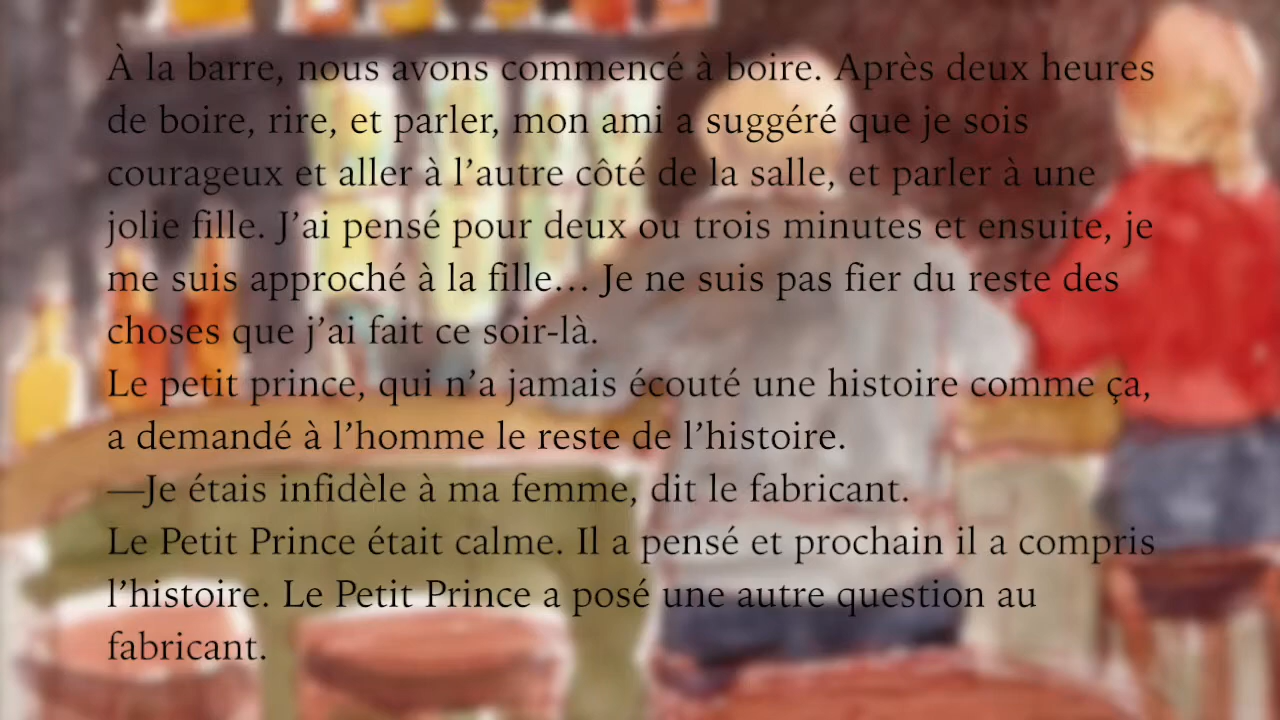 À la barre, nous avons commencé à boire. Après deux heures
de boire, rire, et parler, mon ami a suggéré que je sois
courageux et aller à l’autre côté de la salle, et parler à une
jolie fille. J’ai pensé pour deux ou trois minutes et ensuite, je
me suis approché à la fille… Je ne suis pas fier du reste des
choses que j’ai fait ce soir-là.
Le petit prince, qui n’a jamais écouté une histoire comme ça,
a demandé à l’homme le reste de l’histoire.
—Je étais infidèle à ma femme, dit le fabricant.
Le Petit Prince était calme. Il a pensé et prochain il a compris
l’histoire. Le Petit Prince a posé une autre question au
fabricant.